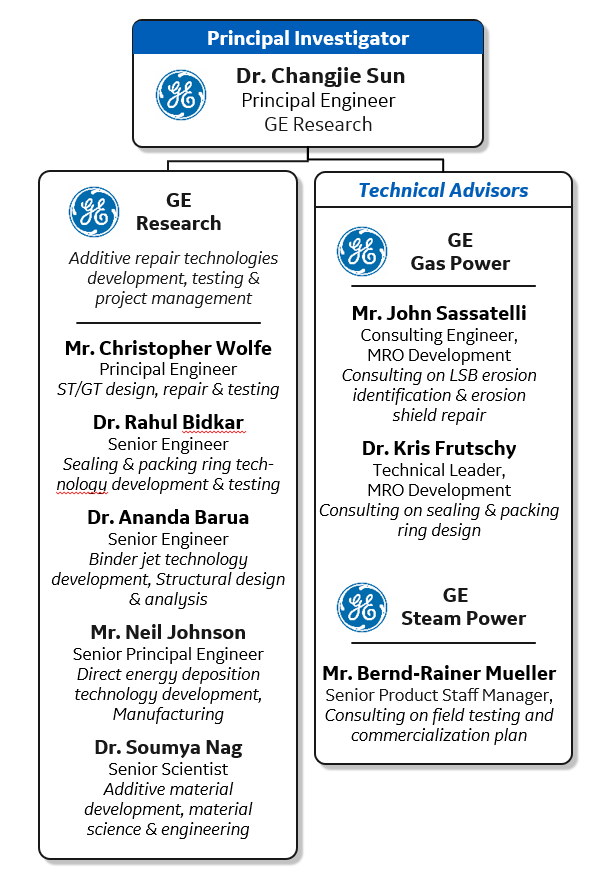 Principal Investigator
Dr. Changjie Sun
Principal Engineer
GE Research
GE
Research
Additive repair technologies
development, testing &
project management
Mr. Christopher Wolfe
Principal Engineer
ST/GT design, repair & testing
Dr. Rahul Bidkar
Senior Engineer
Sealing & packing ring tech-
nology development & testing
Dr. Ananda Barua
Senior Engineer
Binder jet technology
development, Structural design
& analysis
Mr. Neil Johnson
Senior Principal Engineer
Direct energy deposition
technology development,
Manufacturing
Dr. Soumya Nag
Senior Scientist
Additive material
development, material
science & engineering
Technical Advisors
GE
Gas Power
Mr. John Sassatelli
Consulting Engineer,
MRO Development
Consulting on LSB erosion
identification & erosion
shield repair
Dr. Kris Frutschy
Technical Leader,
MRO Development
Consulting on sealing & packing
ring design
GE
Steam Power
Mr. Bernd-Rainer Mueller
Senior Product Staff Manager,
Consulting on field testing and
commercialization plan